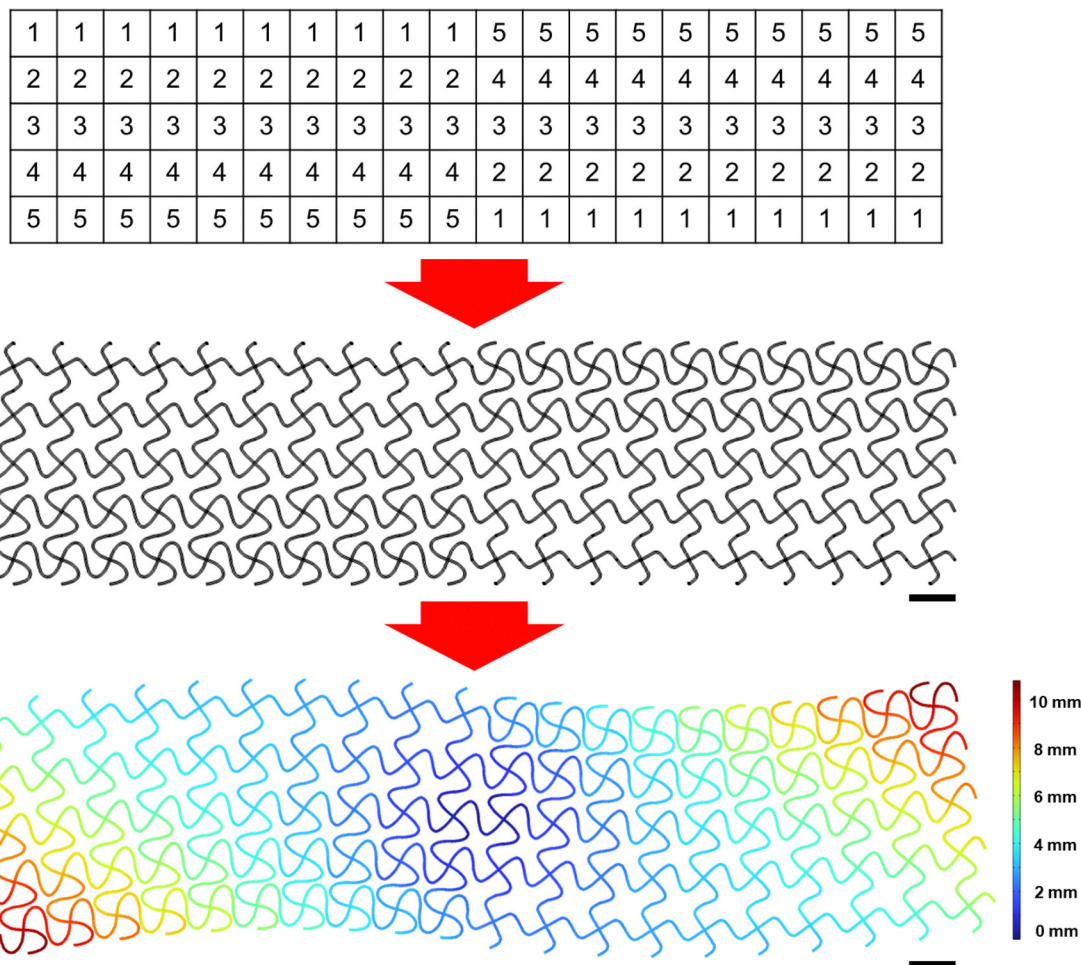 1 1 1 1 1 1 1 1 1 1 5 5 5 5 5 5 5 5 5 5
2 2 2 2 2 2 2 2 2 2 4 4 4 4 4 4 4 4 4 4
3 3 3 3 3 3 3 3 3 3 3 3 3 3 3 3 3 3 3 3
4 4 4 4 4 4 4 4 4 4 2 2 2 2 2 2 2 2 2 2
5 5 5 5 5 5 5 5 5 5 1 1 1 1 1 1 1 1 1 1
10 mm
8 mm
6 mm
4 mm
2 mm
0 mm